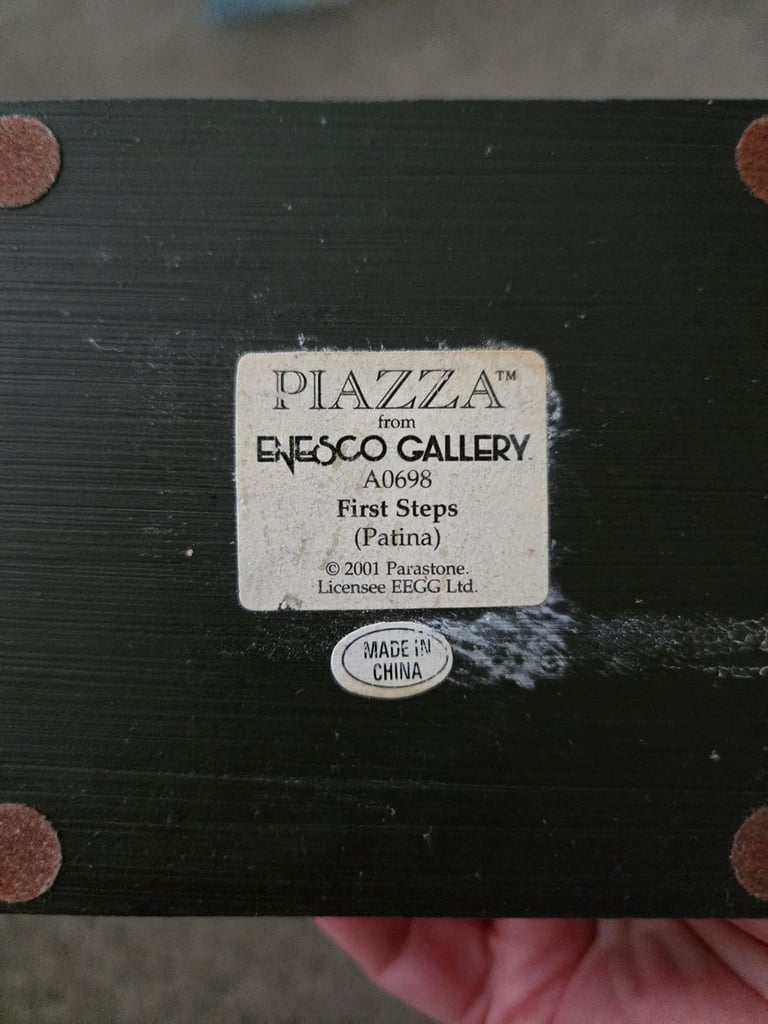 PIAZZA™
from
ENESCO GALLERY
A0698
First Steps
(Patina)
© 2001 Parastone.
Licensee EEGG Ltd.
MADE IN
CHINA